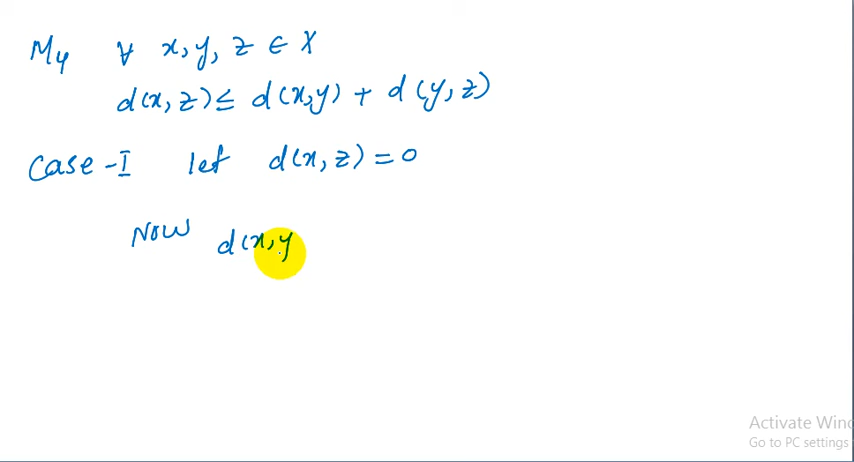 M4 ∀ x, y, z ∈ X
d(x, z) ≤ d(x, y) + d(y, z)
Case-I let d(x, z) = 0
Now d(x, y
Activate Win
Go to PC settings